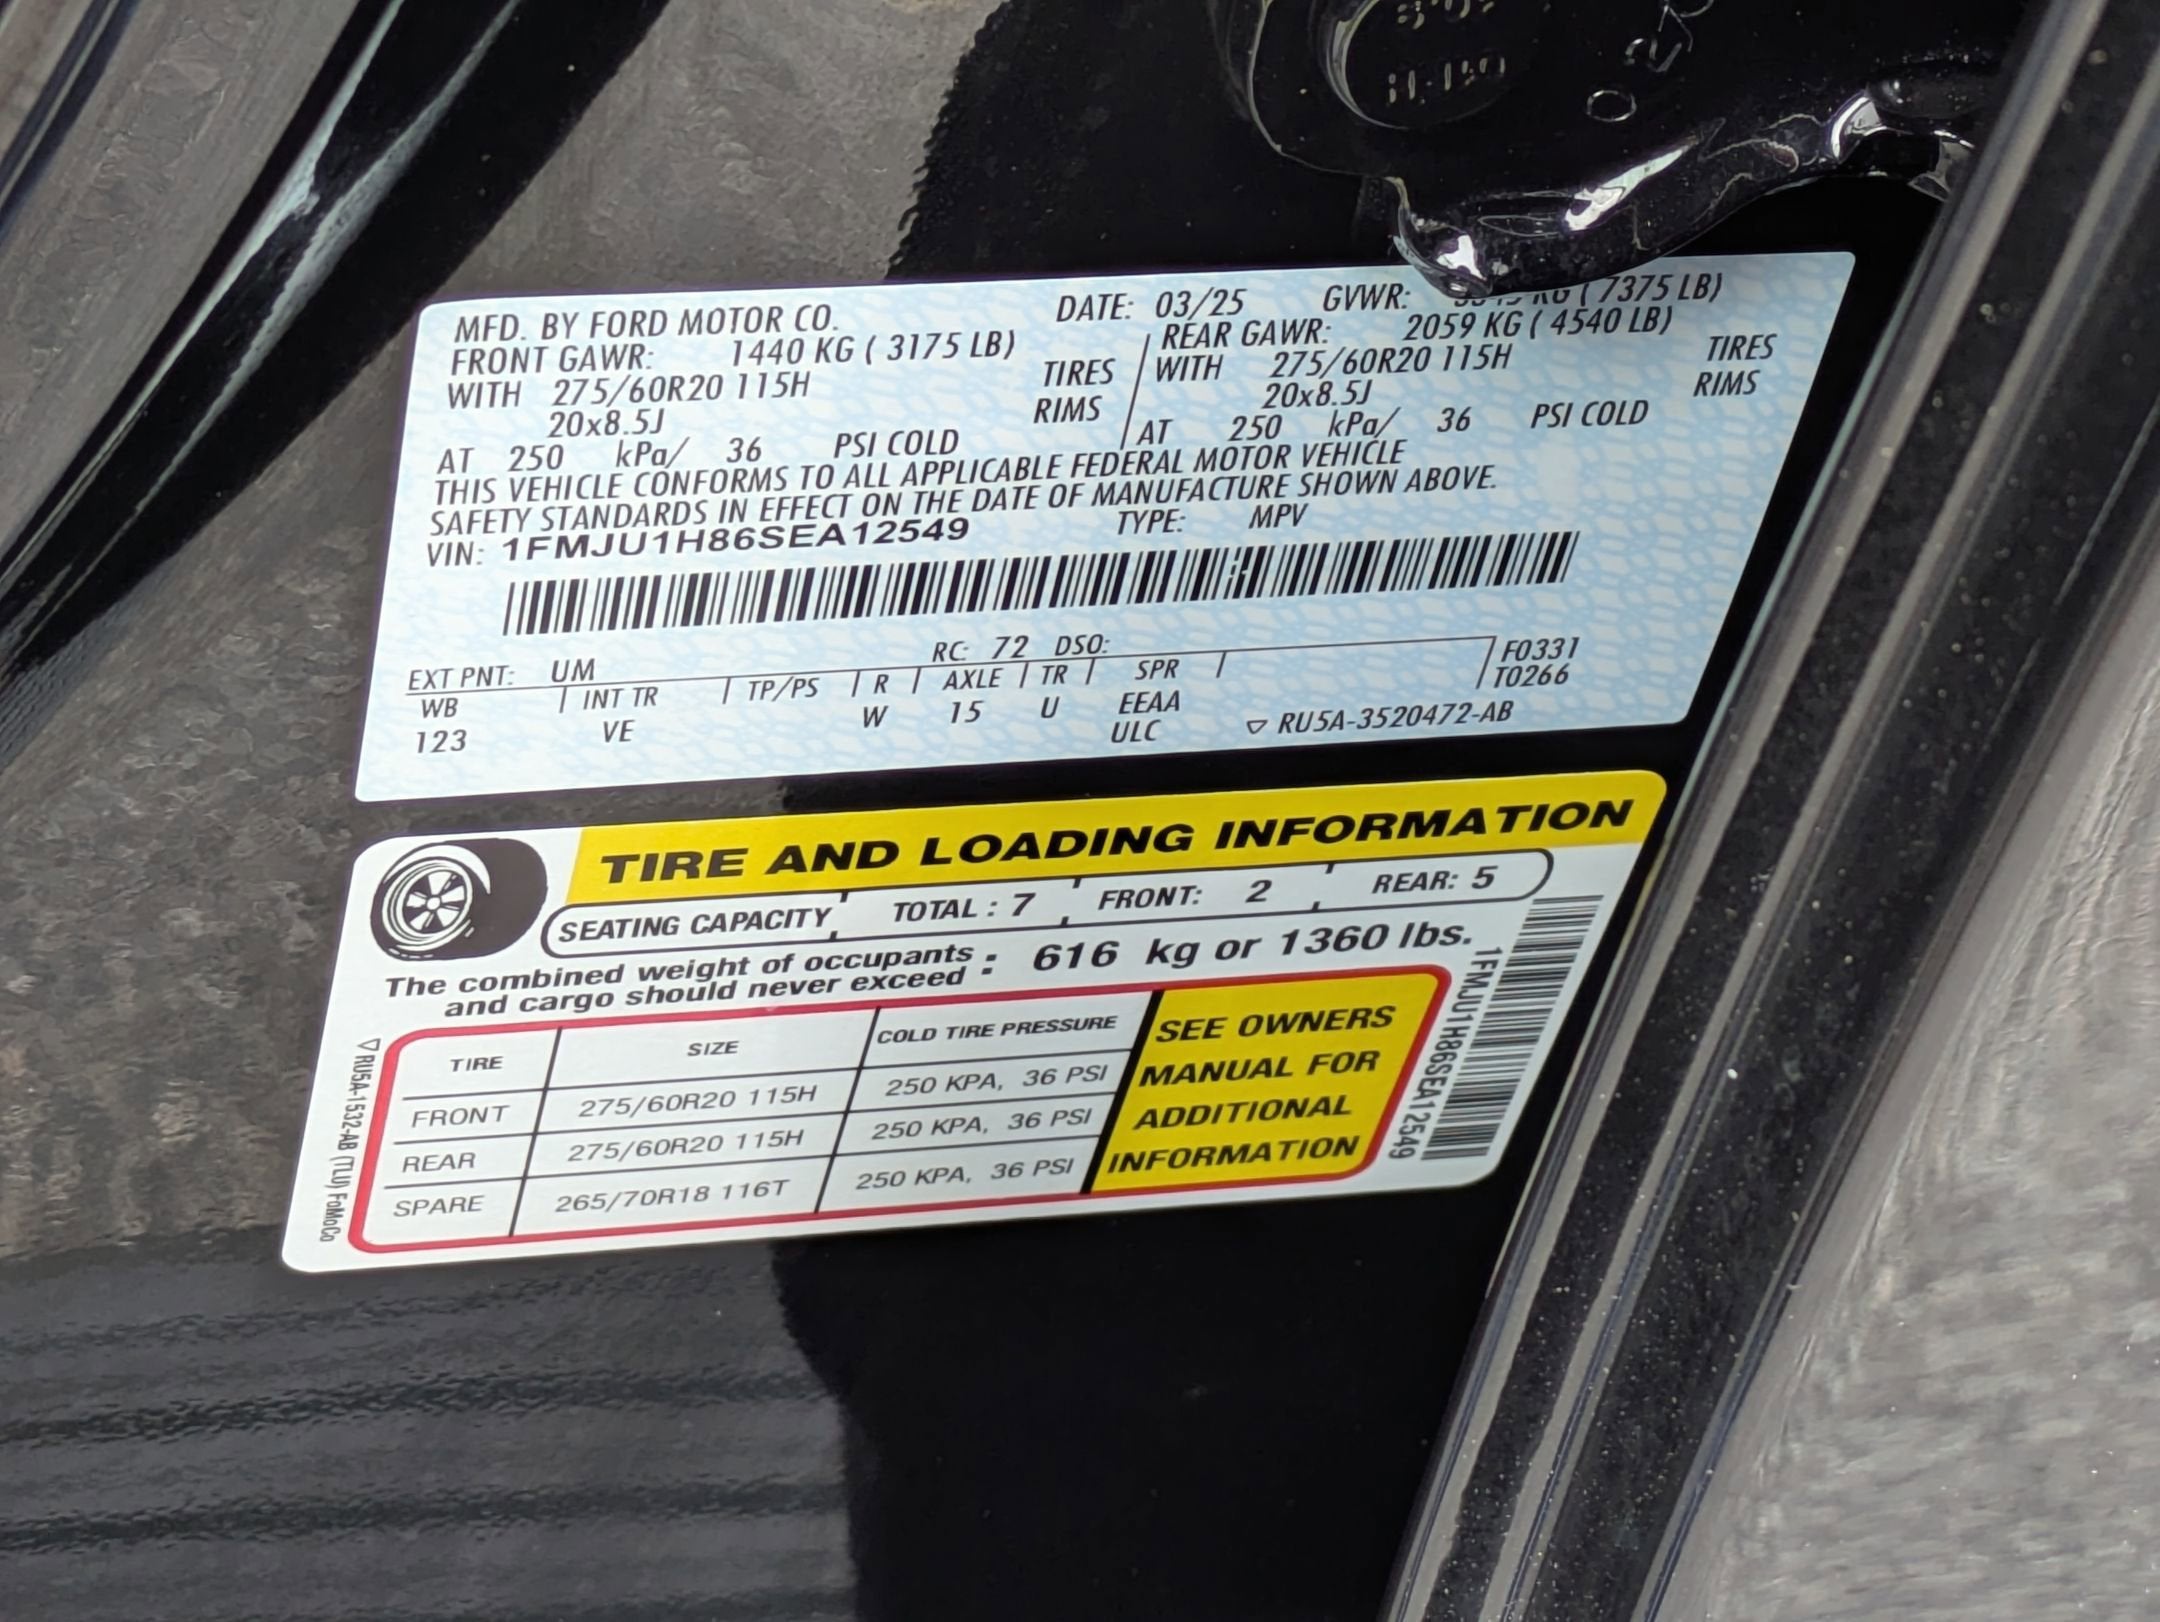 MFD. BY FORD MOTOR CO. DATE: 03/25 GVWR: KG ( 7375 LB)
FRONT GAWR: 1440 KG ( 3175 LB) REAR GAWR: 2059 KG ( 4540 LB)
WITH 275/60R20 115H TIRES WITH 275/60R20 115H TIRES
20x8.5J RIMS 20x8.5J RIMS
AT 250 kPa/ 36 PSI COLD AT 250 kPa/ 36 PSI COLD
THIS VEHICLE CONFORMS TO ALL APPLICABLE FEDERAL MOTOR VEHICLE
SAFETY STANDARDS IN EFFECT ON THE DATE OF MANUFACTURE SHOWN ABOVE.
VIN: 1FMJU1H86SEA12549 TYPE: MPV
EXT PNT: UM RC: 72 DSO: F0331
WB INT TR TP/PS R AXLE TR SPR T0266
123 VE W 15 U EEAA
ULC RU5A-3520472-AB
TIRE AND LOADING INFORMATION
SEATING CAPACITY TOTAL : 7 FRONT: 2 REAR: 5
The combined weight of occupants
and cargo should never exceed : 616 kg or 1360 lbs.
TIRE SIZE COLD TIRE PRESSURE
FRONT 275/60R20 115H 250 KPA, 36 PSI
REAR 275/60R20 115H 250 KPA, 36 PSI
SPARE 265/70R18 116T 250 KPA, 36 PSI
SEE OWNERS
MANUAL FOR
ADDITIONAL
INFORMATION
1FMJU1H86SEA12549
RU5A-1532-AB (TLU) FoMoCo